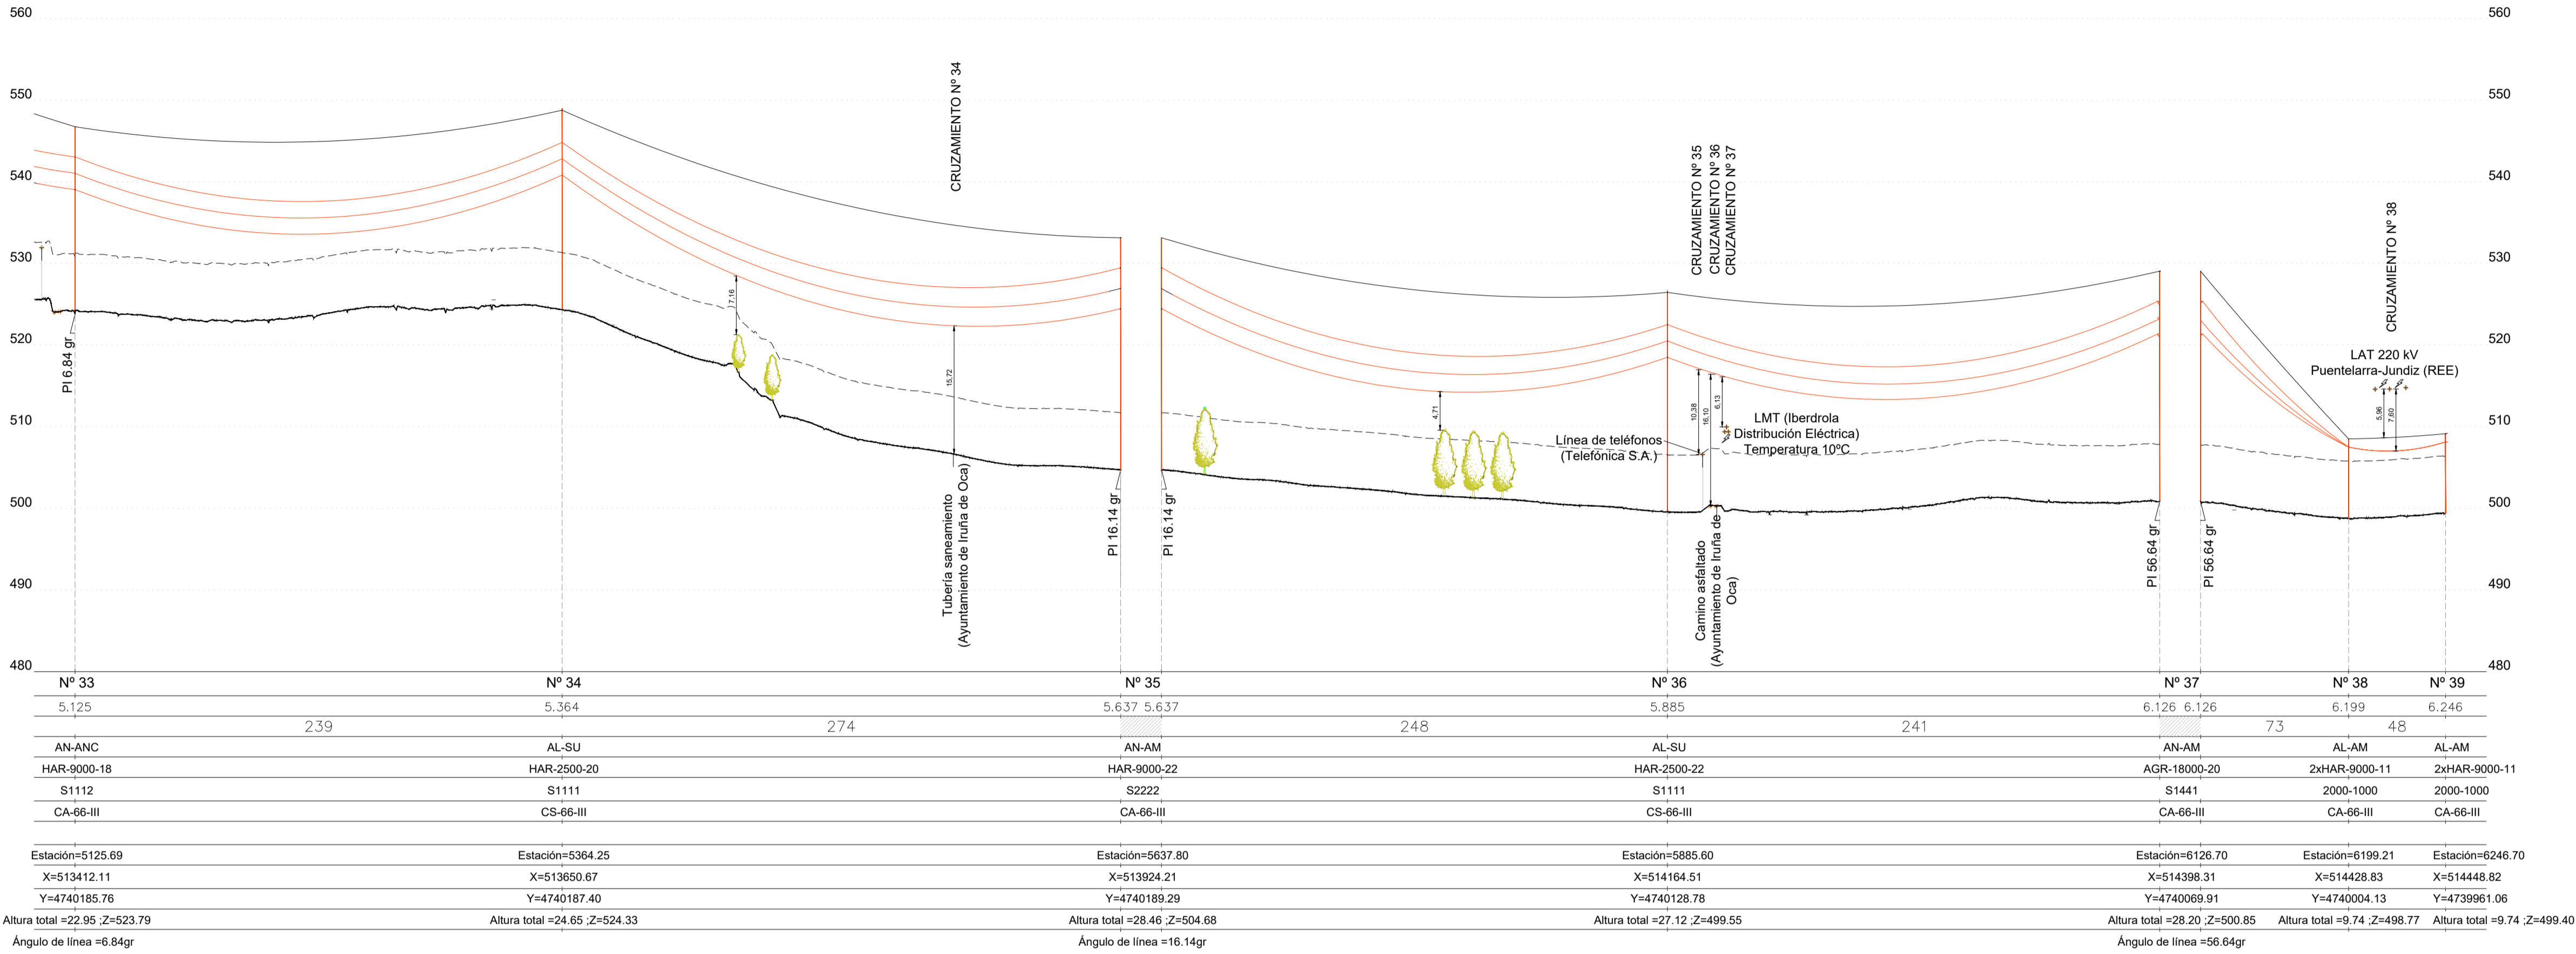 560 560
550 550
540 540
530 530
520 520
510 510
500 500
490 490
480 480
CRUZAMIENTO Nº 34
CRUZAMIENTO Nº 35
CRUZAMIENTO Nº 36
CRUZAMIENTO Nº 37
CRUZAMIENTO Nº 38
LAT 220 kV
Puentelarra-Jundiz (REE)
5,96
7,60
7,16
15,72
4,71
10,38
16,10
6,13
Línea de teléfonos
(Telefónica S.A.)
LMT (Iberdrola
Distribución Eléctrica)
Temperatura 10ºC
PI 6.84 gr
Tubería saneamiento
(Ayuntamiento de Iruña de Oca)
PI 16.14 gr
PI 16.14 gr
Camino asfaltado
(Ayuntamiento de Iruña de
Oca)
PI 56.64 gr
PI 56.64 gr
Nº 33 Nº 34 Nº 35 Nº 36 Nº 37 Nº 38 Nº 39
5.125 5.364 5.637 5.637 5.885 6.126 6.126 6.199 6.246
239 274 248 241 73 48
AN-ANC AL-SU AN-AM AL-SU AN-AM AL-AM AL-AM
HAR-9000-18 HAR-2500-20 HAR-9000-22 HAR-2500-22 AGR-18000-20 2xHAR-9000-11 2xHAR-9000-11
S1112 S1111 S2222 S1111 S1441 2000-1000 2000-1000
CA-66-III CS-66-III CA-66-III CS-66-III CA-66-III CA-66-III CA-66-III
Estación=5125.69 Estación=5364.25 Estación=5637.80 Estación=5885.60 Estación=6126.70 Estación=6199.21 Estación=6246.70
X=513412.11 X=513650.67 X=513924.21 X=514164.51 X=514398.31 X=514428.83 X=514448.82
Y=4740185.76 Y=4740187.40 Y=4740189.29 Y=4740128.78 Y=4740069.91 Y=4740004.13 Y=4739961.06
Altura total =22.95 ;Z=523.79 Altura total =24.65 ;Z=524.33 Altura total =28.46 ;Z=504.68 Altura total =27.12 ;Z=499.55 Altura total =28.20 ;Z=500.85 Altura total =9.74 ;Z=498.77 Altura total =9.74 ;Z=499.40
Ángulo de línea =6.84gr Ángulo de línea =16.14gr Ángulo de línea =56.64gr